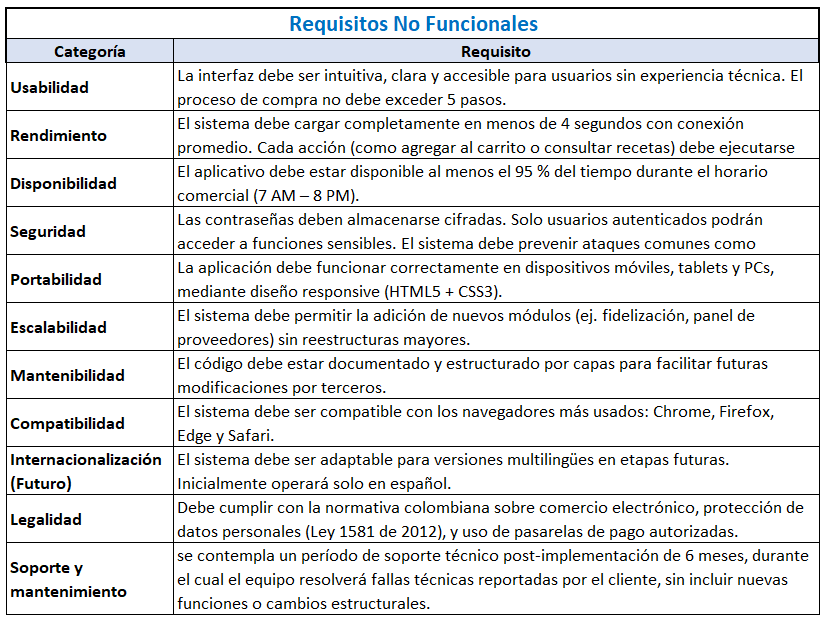 Requisitos No Funcionales
Categoría Requisito
Usabilidad
La interfaz debe ser intuitiva, clara y accesible para usuarios sin experiencia técnica. El
proceso de compra no debe exceder 5 pasos.
Rendimiento
El sistema debe cargar completamente en menos de 4 segundos con conexión
promedio. Cada acción (como agregar al carrito o consultar recetas) debe ejecutarse
Disponibilidad
El aplicativo debe estar disponible al menos el 95 % del tiempo durante el horario
comercial (7 AM – 8 PM).
Seguridad
Las contraseñas deben almacenarse cifradas. Solo usuarios autenticados podrán
acceder a funciones sensibles. El sistema debe prevenir ataques comunes como
Portabilidad
La aplicación debe funcionar correctamente en dispositivos móviles, tablets y PCs,
mediante diseño responsive (HTML5 + CSS3).
Escalabilidad
El sistema debe permitir la adición de nuevos módulos (ej. fidelización, panel de
proveedores) sin reestructuras mayores.
Mantenibilidad
El código debe estar documentado y estructurado por capas para facilitar futuras
modificaciones por terceros.
Compatibilidad
El sistema debe ser compatible con los navegadores más usados: Chrome, Firefox,
Edge y Safari.
Internacionalización
(Futuro)
El sistema debe ser adaptable para versiones multilingües en etapas futuras.
Inicialmente operará solo en español.
Legalidad
Debe cumplir con la normativa colombiana sobre comercio electrónico, protección de
datos personales (Ley 1581 de 2012), y uso de pasarelas de pago autorizadas.
Soporte y
mantenimiento
se contempla un período de soporte técnico post-implementación de 6 meses, durante
el cual el equipo resolverá fallas técnicas reportadas por el cliente, sin incluir nuevas
funciones o cambios estructurales.